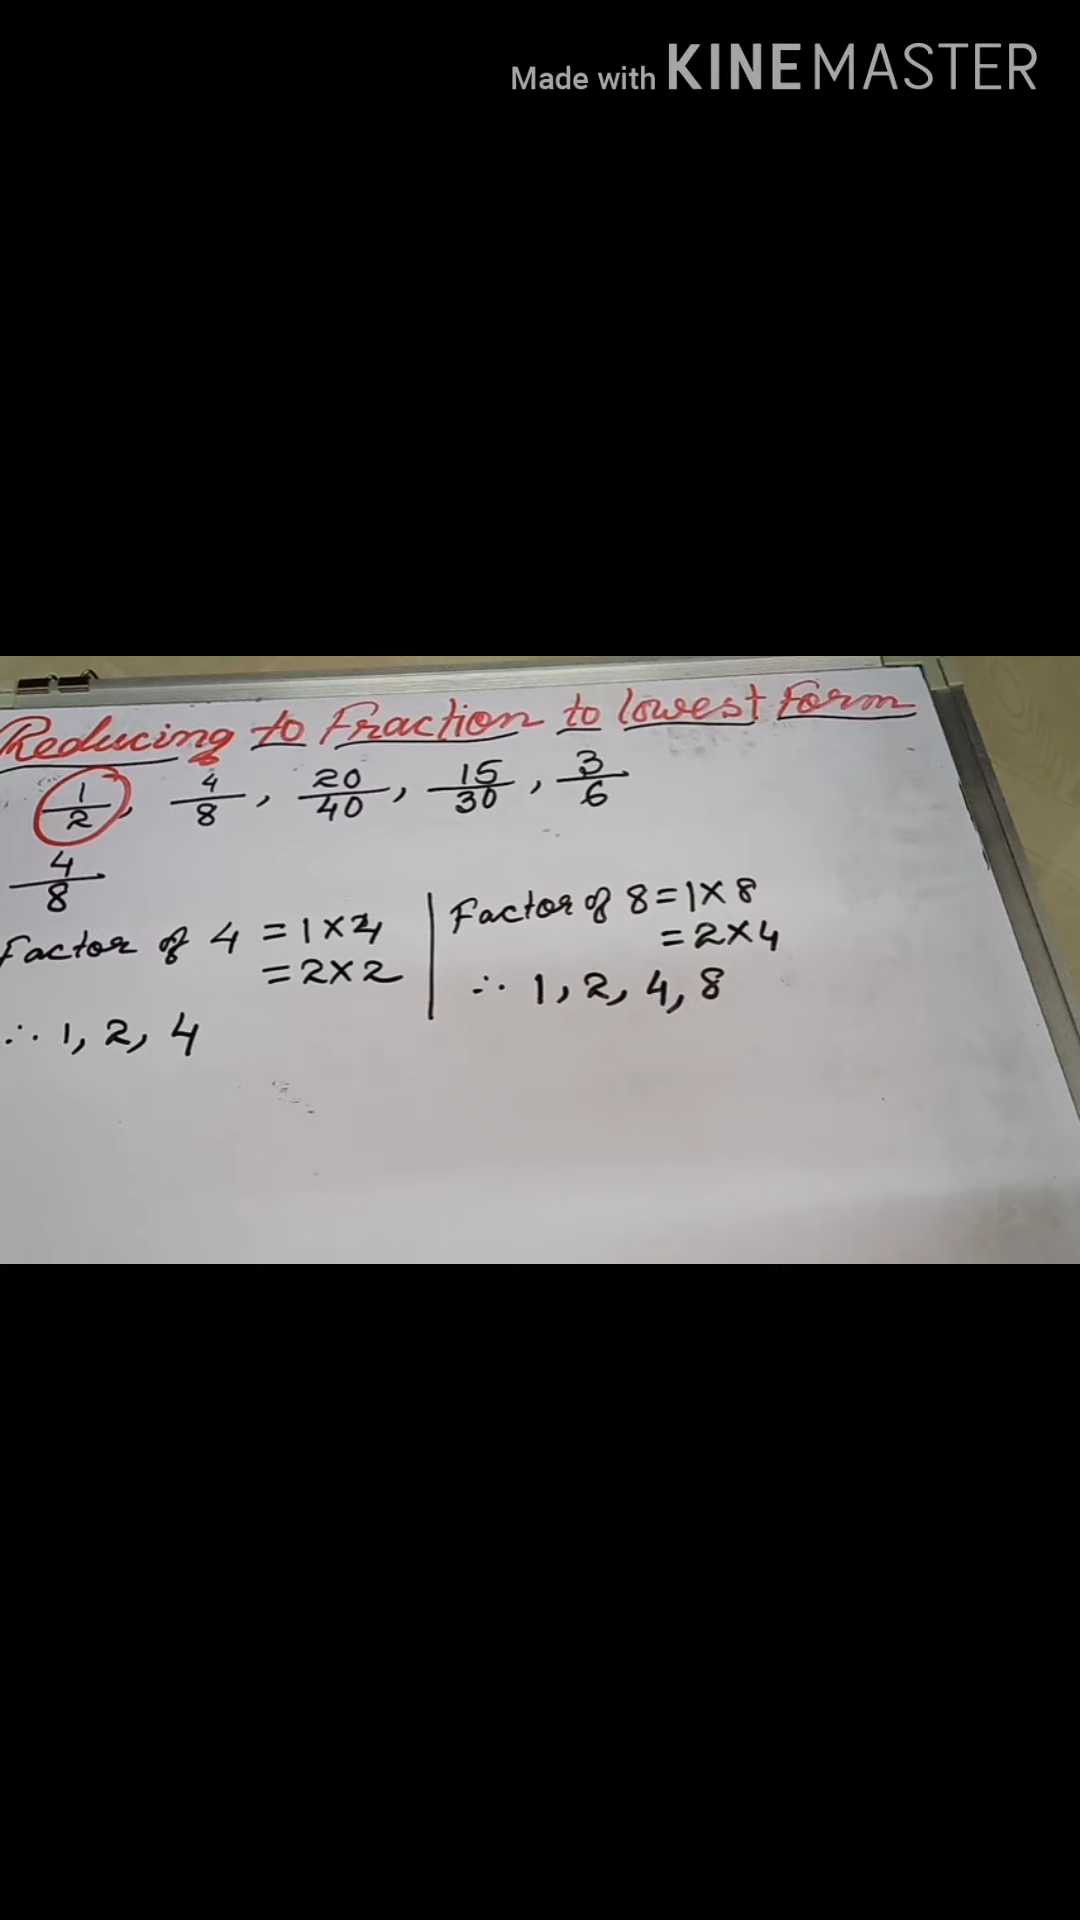 Made with KINEMASTER
Reducing to Fraction to lowest Form
1/2, 4/8, 20/40, 15/30, 3/6
4/8
Factor of 4 = 1 × 4
= 2 × 2
∴ 1, 2, 4
Factor of 8 = 1 × 8
= 2 × 4
∴ 1, 2, 4, 8